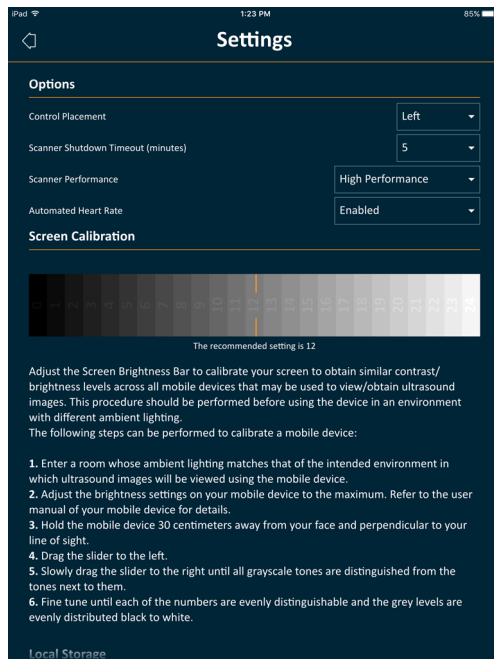 iPad 1:23 PM 85%
Settings
Options
Control Placement Left
Scanner Shutdown Timeout (minutes) 5
Scanner Performance High Performance
Automated Heart Rate Enabled
Screen Calibration
0 1 2 3 4 5 6 7 8 9 10 11 12 13 14 15 16 17 18 19 20 21 22 23 24
The recommended setting is 12
Adjust the Screen Brightness Bar to calibrate your screen to obtain similar contrast/
brightness levels across all mobile devices that may be used to view/obtain ultrasound
images. This procedure should be performed before using the device in an environment
with different ambient lighting.
The following steps can be performed to calibrate a mobile device:
1. Enter a room whose ambient lighting matches that of the intended environment in
which ultrasound images will be viewed using the mobile device.
2. Adjust the brightness settings on your mobile device to the maximum. Refer to the user
manual of your mobile device for details.
3. Hold the mobile device 30 centimeters away from your face and perpendicular to your
line of sight.
4. Drag the slider to the left.
5. Slowly drag the slider to the right until all grayscale tones are distinguished from the
tones next to them.
6. Fine tune until each of the numbers are evenly distinguishable and the grey levels are
evenly distributed black to white.
Local Storage